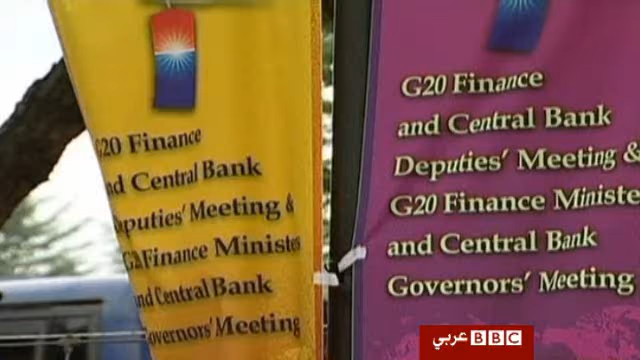 G20 Finance
and Central Bank
Deputies' Meeting &
G20 Finance Ministe
and Central Bank
Governors' Meeting
G20 Finance
and Central Bank
Deputies' Meeting &
G20 Finance Ministe
and Central Bank
Governors' Meeting
عربي BBC